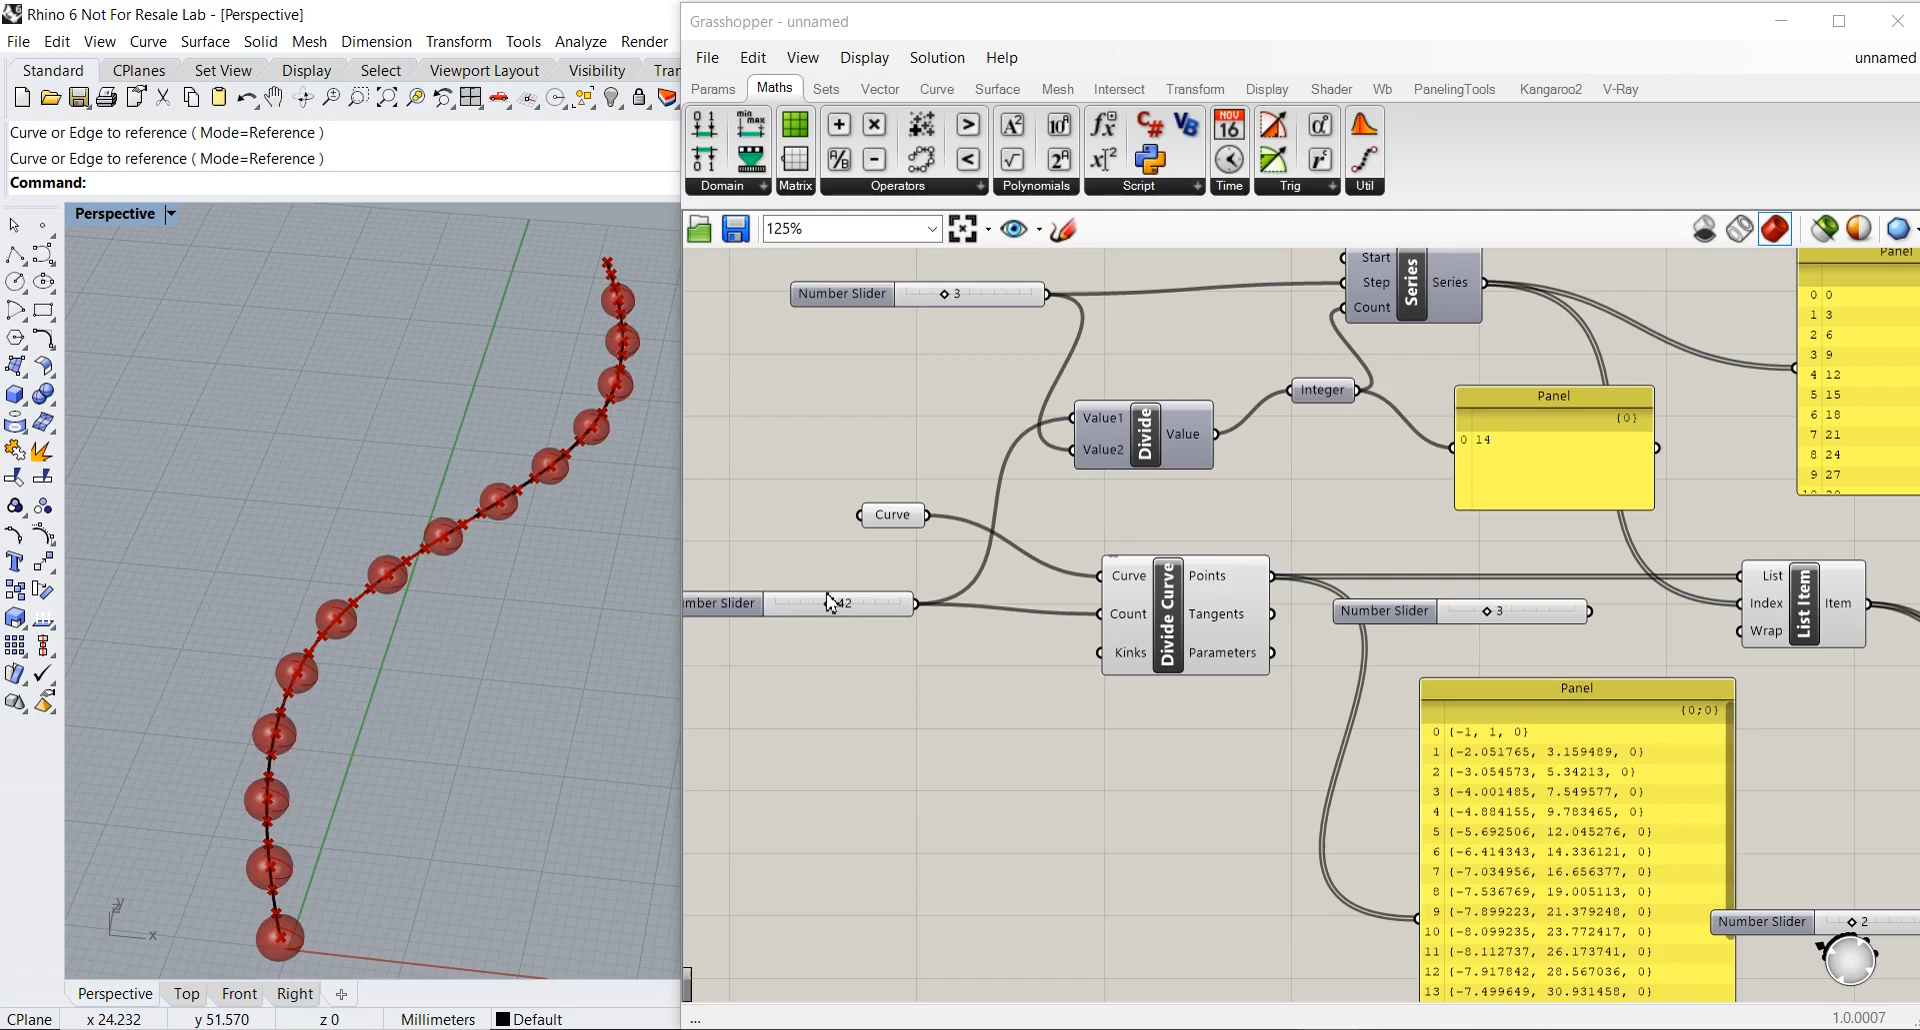 Rhino 6 Not For Resale Lab - [Perspective]
File Edit View Curve Surface Solid Mesh Dimension Transform Tools Analyze Render
Standard CPlanes Set View Display Select Viewport Layout Visibility Tran
Curve or Edge to reference ( Mode=Reference )
Curve or Edge to reference ( Mode=Reference )
Command:
Perspective
y
x
Perspective Top Front Right
CPlane x 24.232 y 51.570 z 0 Millimeters Default
Grasshopper - unnamed
File Edit View Display Solution Help unnamed
Params Maths Sets Vector Curve Surface Mesh Intersect Transform Display Shader Wb PanelingTools Kangaroo2 V-Ray
Domain Matrix Operators Polynomials Script Time Trig Util
NOV
16
125%
Number Slider 3
Start
Step
Count
Series
Series
Panel
0 0
1 3
2 6
3 9
4 12
5 15
6 18
7 21
8 24
9 27
10 30
Value1
Value2
Divide
Value
Integer
Panel
{0}
0 14
Curve
mber Slider 42
Curve
Count
Kinks
Divide Curve
Points
Tangents
Parameters
Number Slider 3
List
Index
Wrap
List Item
Item
Panel
{0;0}
0 {-1, 1, 0}
1 {-2.051765, 3.159489, 0}
2 {-3.054573, 5.34213, 0}
3 {-4.001485, 7.549577, 0}
4 {-4.884155, 9.783465, 0}
5 {-5.692506, 12.045276, 0}
6 {-6.414343, 14.336121, 0}
7 {-7.034956, 16.656377, 0}
8 {-7.536769, 19.005113, 0}
9 {-7.899223, 21.379248, 0}
10 {-8.099235, 23.772417, 0}
11 {-8.112737, 26.173741, 0}
12 {-7.917842, 28.567036, 0}
13 {-7.499649, 30.931458, 0}
Number Slider 2
...
1.0.0007